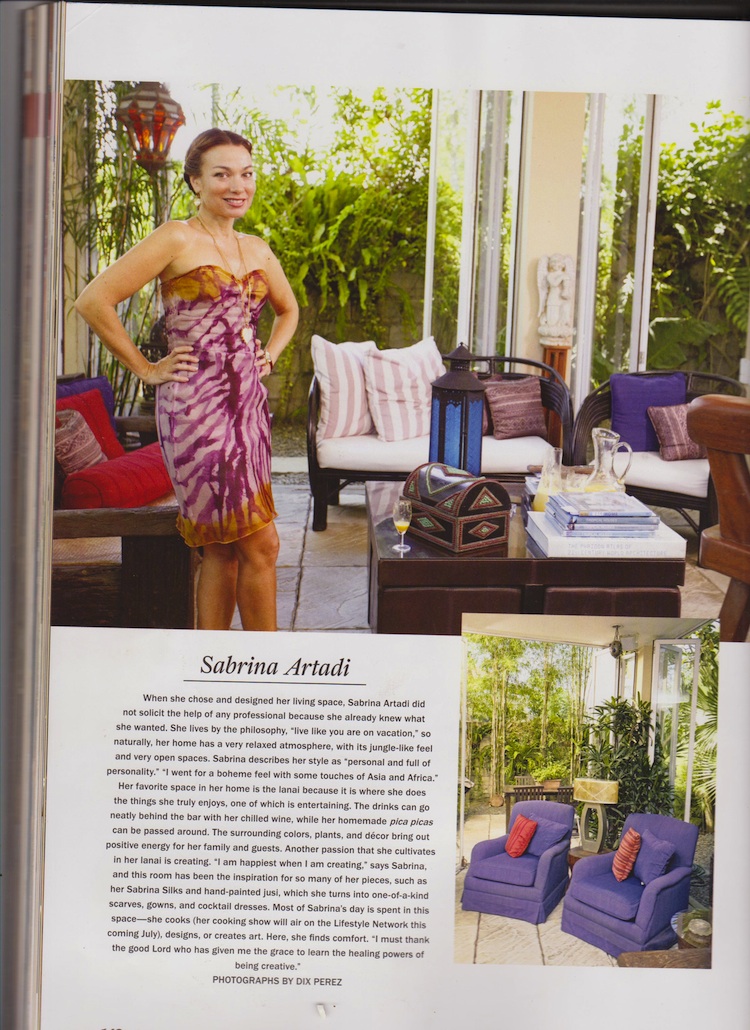 Sabrina Artadi
When she chose and designed her living space, Sabrina Artadi did
not solicit the help of any professional because she already knew what
she wanted. She lives by the philosophy, “live like you are on vacation,” so
naturally, her home has a very relaxed atmosphere, with its jungle-like feel
and very open spaces. Sabrina describes her style as “personal and full of
personality.” “I went for a boheme feel with some touches of Asia and Africa.”
Her favorite space in her home is the lanai because it is where she does
the things she truly enjoys, one of which is entertaining. The drinks can go
neatly behind the bar with her chilled wine, while her homemade pica picas
can be passed around. The surrounding colors, plants, and décor bring out
positive energy for her family and guests. Another passion that she cultivates
in her lanai is creating. “I am happiest when I am creating,” says Sabrina,
and this room has been the inspiration for so many of her pieces, such as
her Sabrina Silks and hand-painted jusi, which she turns into one-of-a-kind
scarves, gowns, and cocktail dresses. Most of Sabrina’s day is spent in this
space—she cooks (her cooking show will air on the Lifestyle Network this
coming July), designs, or creates art. Here, she finds comfort. “I must thank
the good Lord who has given me the grace to learn the healing powers of
being creative.”
PHOTOGRAPHS BY DIX PEREZ